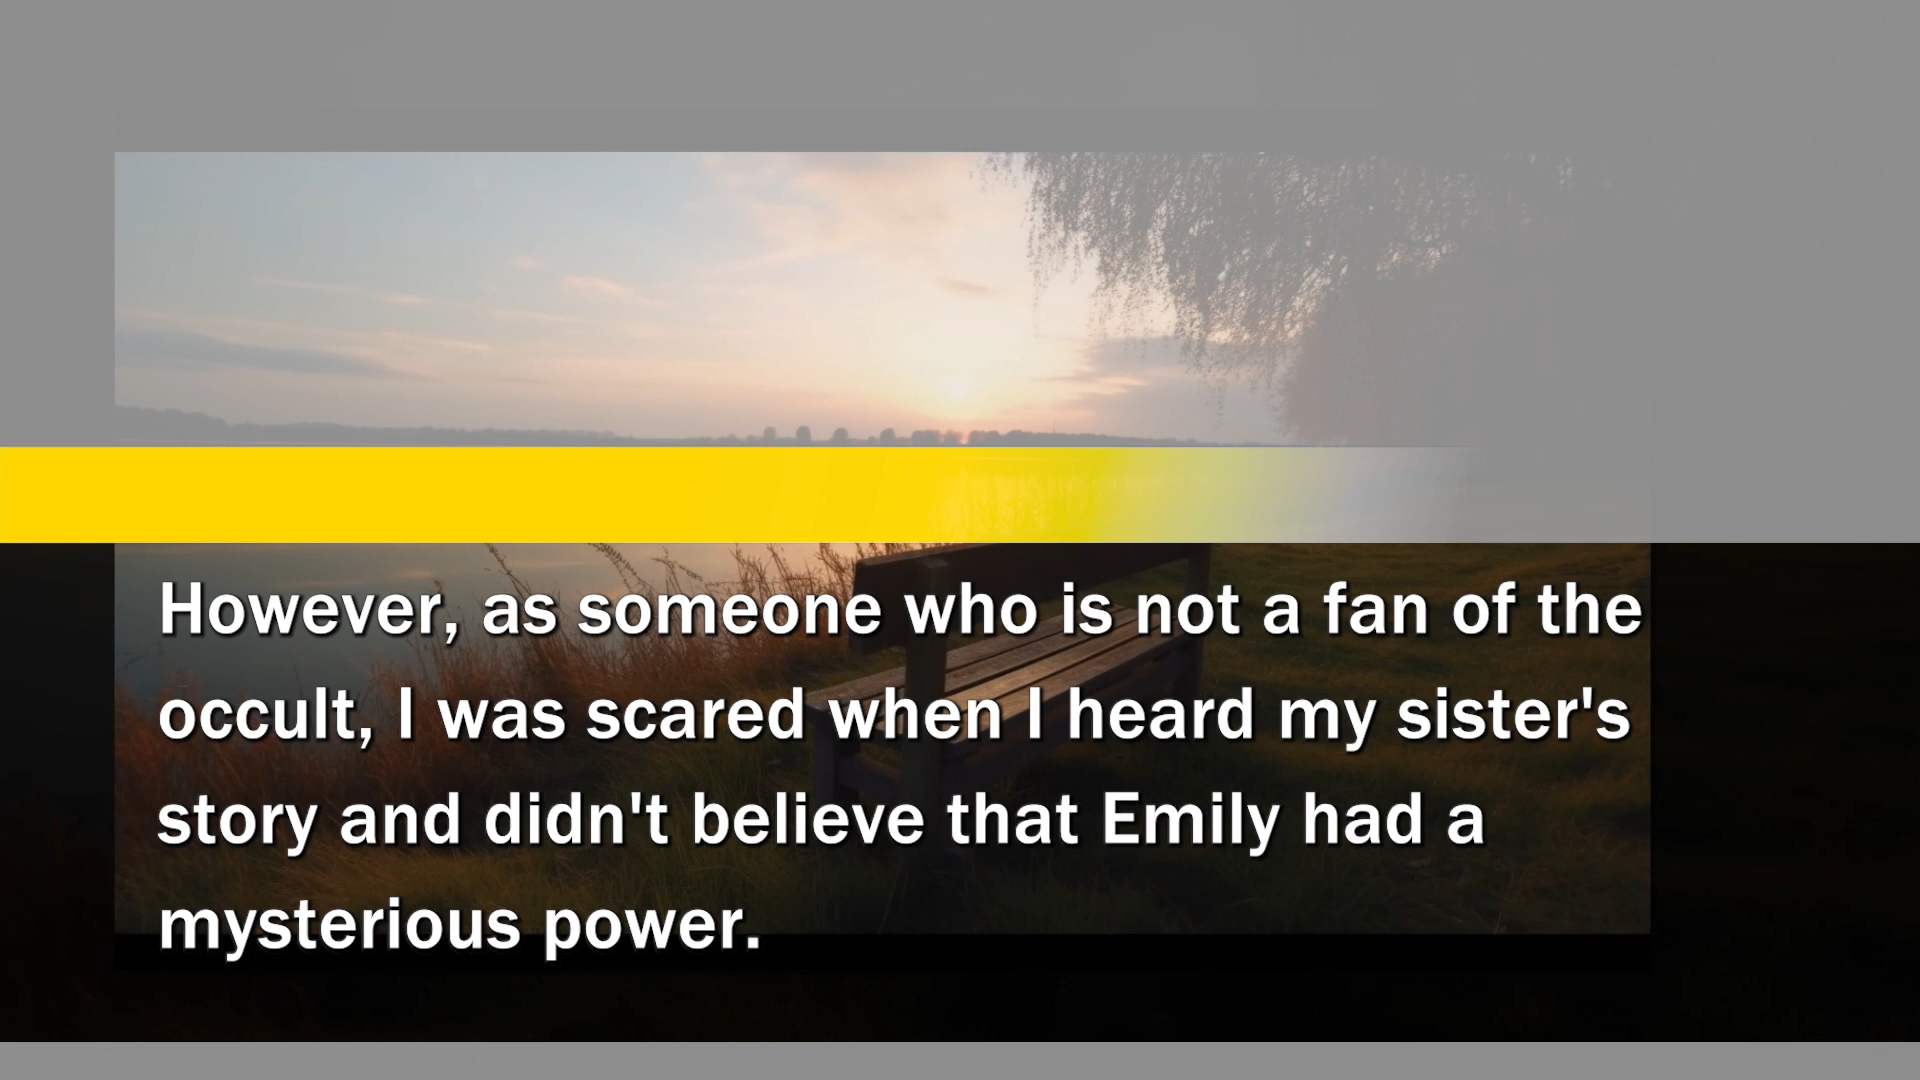 However, as someone who is not a fan of the
occult, I was scared when I heard my sister's
story and didn't believe that Emily had a
mysterious power.